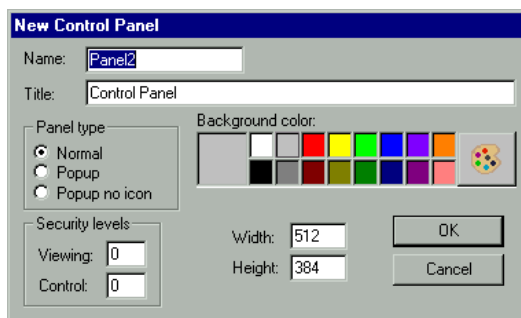 New Control Panel
Name: Panel2
Title: Control Panel
Panel type
Normal
Popup
Popup no icon
Background color:
Security levels
Viewing: 0
Control: 0
Width: 512
Height: 384
OK
Cancel